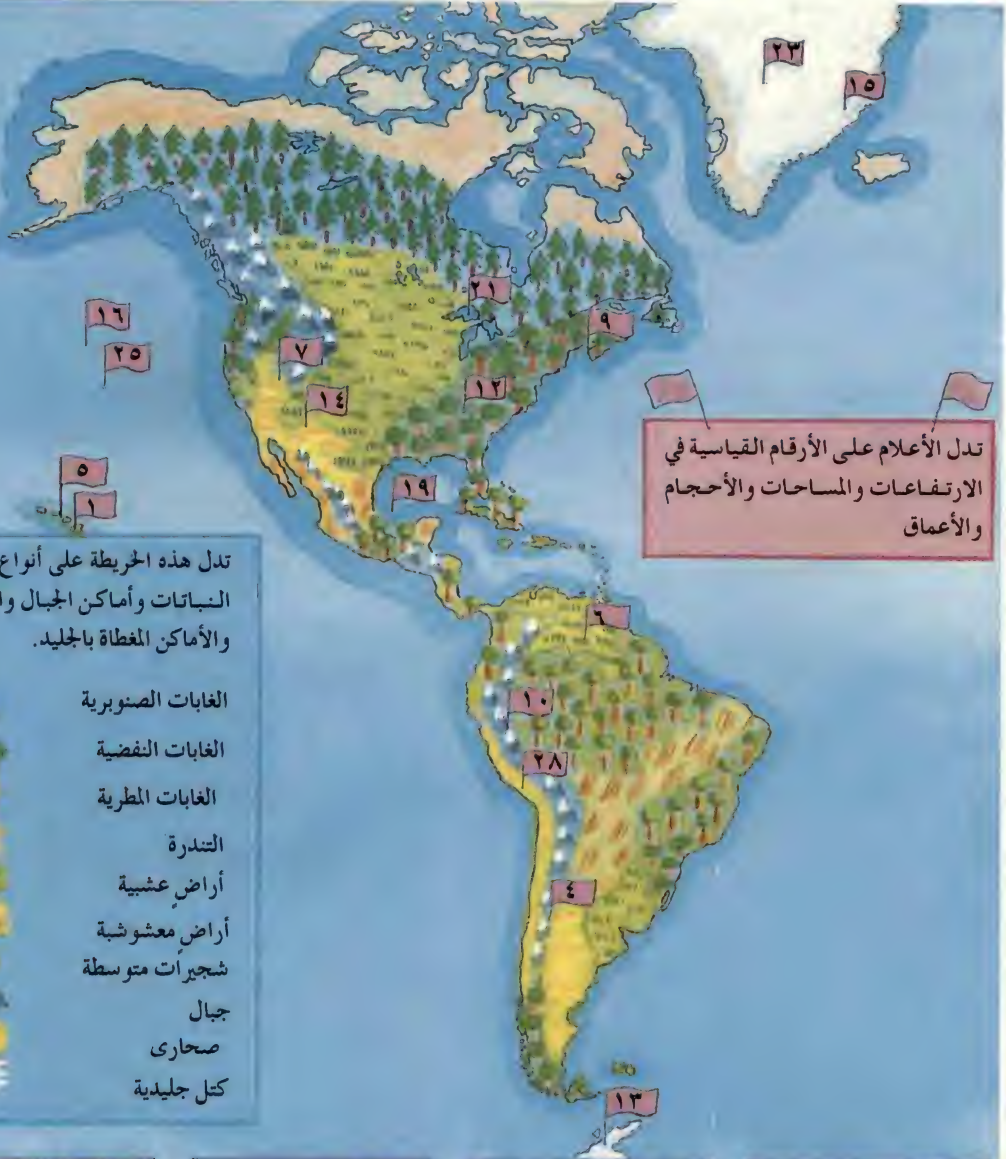 ٢٣
١٥
٢١
٩
١٦
٢٥
٧
١٤
١٢
٥
١
١٩
تدل الأعلام على الأرقام القياسية في
الارتفاعات والمساحات والأحجام
والأعماق
تدل هذه الخريطة على أنواع
النباتات وأماكن الجبال
والأماكن المغطاة بالجليد.
الغابات الصنوبرية
الغابات النفضية
الغابات المطرية
التندرة
أراضٍ عشبية
أراضٍ معشوشبة
شجيرات متوسطة
جبال
صحارى
كتل جليدية
٦
١٠
٢٨
٤
١٣